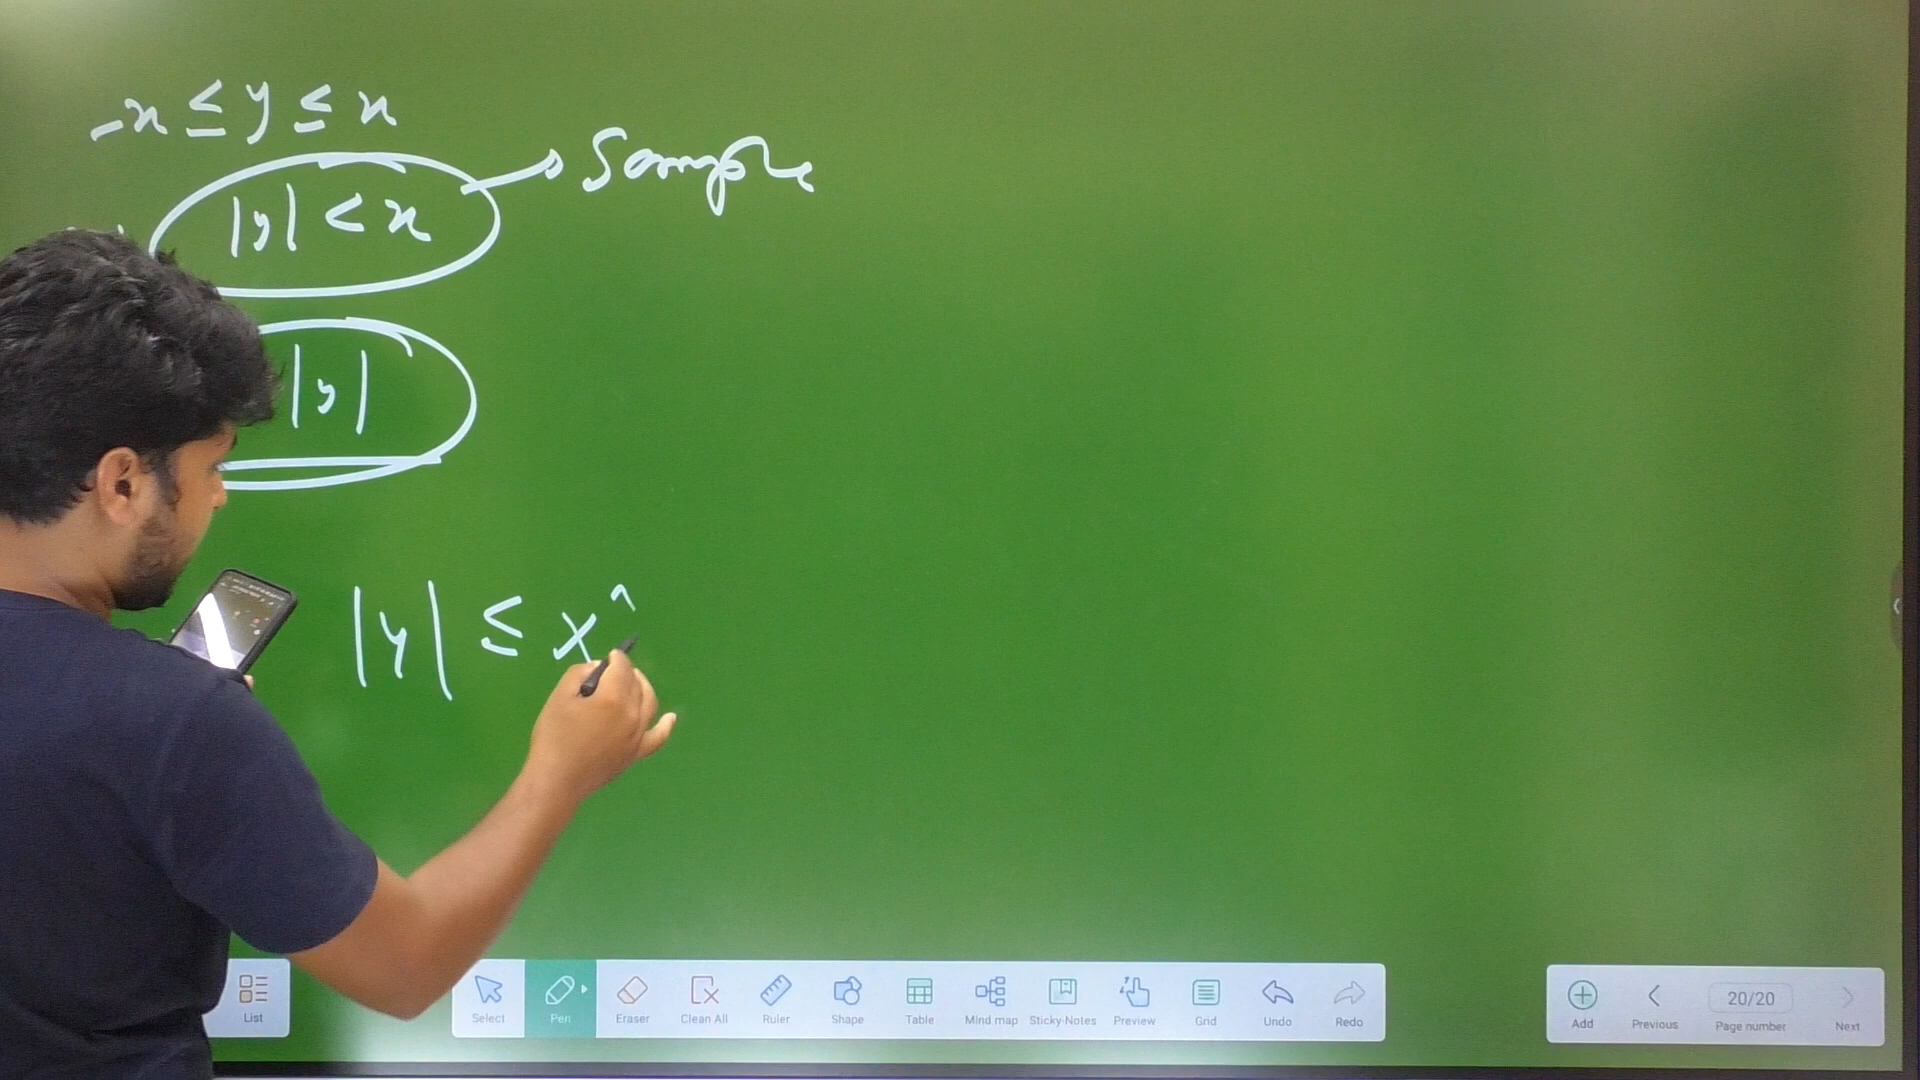 -x ≤ y ≤ x
|y| < x → Sample
|y|
|y| ≤ x
List
Select Pen Eraser Clean All Ruler Shape Table Mind map Sticky-Notes Preview Grid Undo Redo
20/20
Add Previous Page number Next